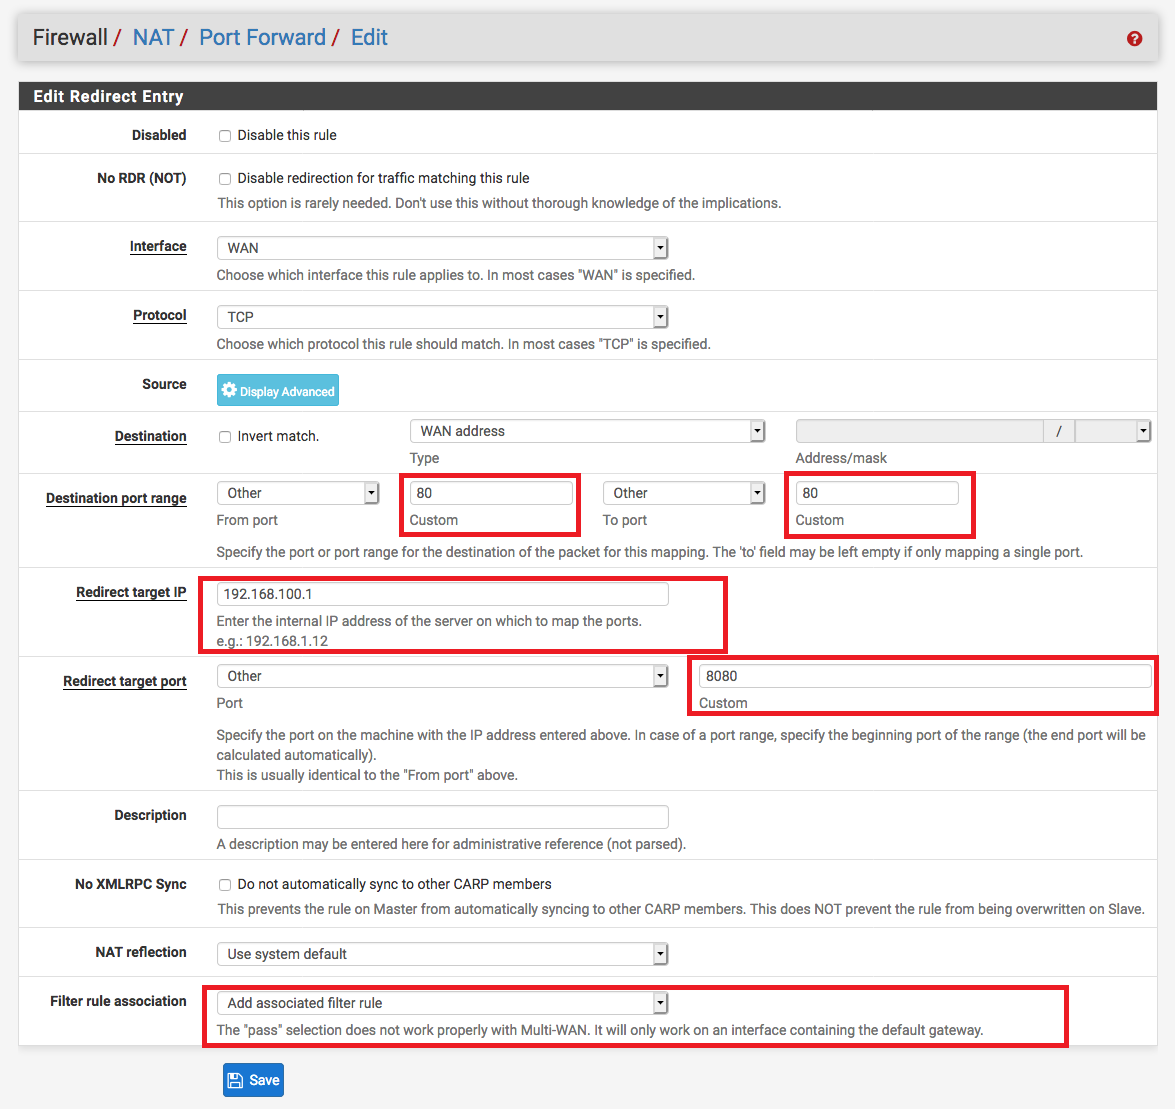 Firewall / NAT / Port Forward / Edit
Edit Redirect Entry
Disabled Disable this rule
No RDR (NOT) Disable redirection for traffic matching this rule
This option is rarely needed. Don't use this without thorough knowledge of the implications.
Interface WAN
Choose which interface this rule applies to. In most cases "WAN" is specified.
Protocol TCP
Choose which protocol this rule should match. In most cases "TCP" is specified.
Source Display Advanced
Destination Invert match. WAN address /
Type Address/mask
Destination port range Other 80 Other 80
From port Custom To port Custom
Specify the port or port range for the destination of the packet for this mapping. The 'to' field may be left empty if only mapping a single port.
Redirect target IP 192.168.100.1
Enter the internal IP address of the server on which to map the ports.
e.g.: 192.168.1.12
Redirect target port Other 8080
Port Custom
Specify the port on the machine with the IP address entered above. In case of a port range, specify the beginning port of the range (the end port will be
calculated automatically).
This is usually identical to the "From port" above.
Description
A description may be entered here for administrative reference (not parsed).
No XMLRPC Sync Do not automatically sync to other CARP members
This prevents the rule on Master from automatically syncing to other CARP members. This does NOT prevent the rule from being overwritten on Slave.
NAT reflection Use system default
Filter rule association Add associated filter rule
The "pass" selection does not work properly with Multi-WAN. It will only work on an interface containing the default gateway.
Save